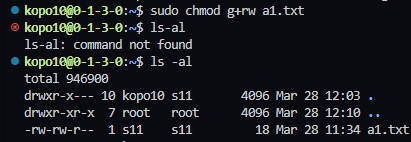 kopo10@0-1-3-0:~$ sudo chmod g+rw a1.txt
kopo10@0-1-3-0:~$ ls-al
ls-al: command not found
kopo10@0-1-3-0:~$ ls -al
total 946900
drwxr-x--- 10 kopo10 s11 4096 Mar 28 12:03 .
drwxr-xr-x 7 root root 4096 Mar 28 12:10 ..
-rw-rw-r-- 1 s11 s11 18 Mar 28 11:34 a1.txt